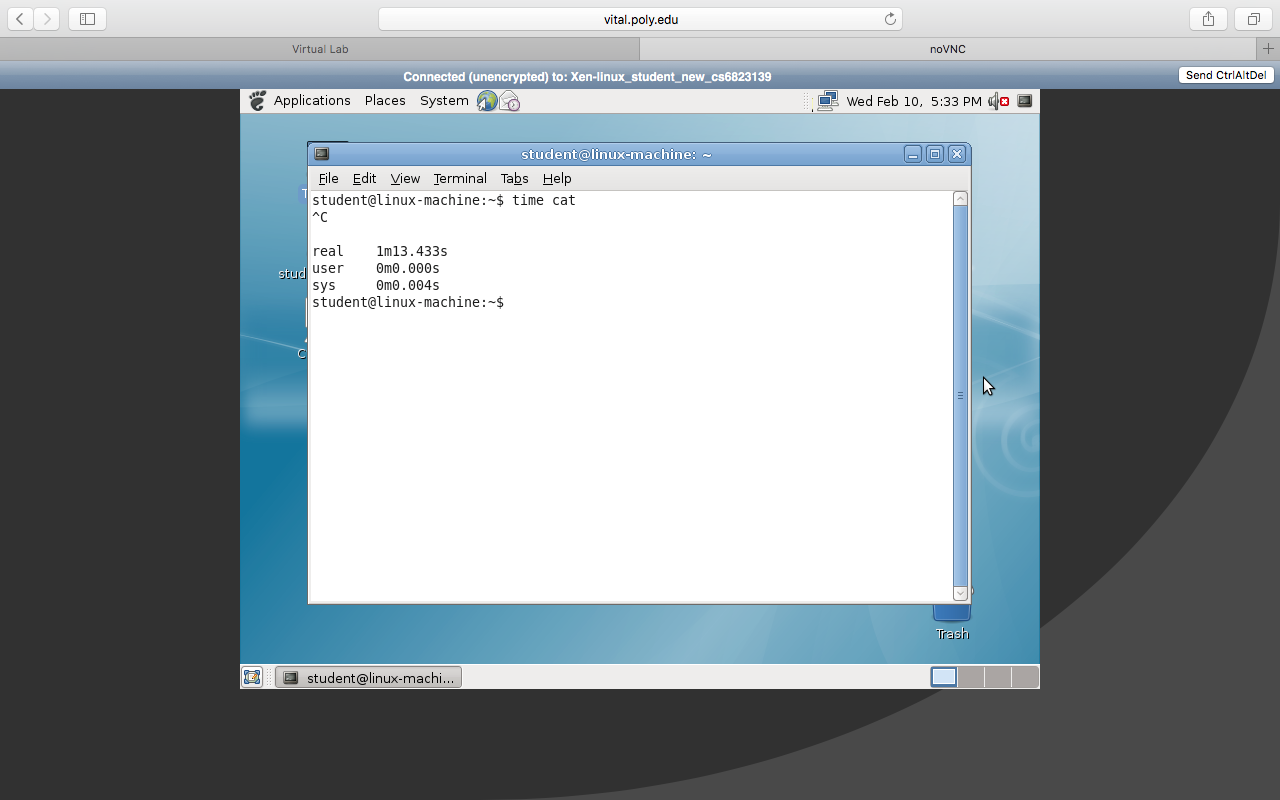 vital.poly.edu
Virtual Lab
noVNC
Connected (unencrypted) to: Xen-linux_student_new_cs6823139
Send CtrlAltDel
Applications Places System
Wed Feb 10, 5:33 PM
student@linux-machine: ~
File Edit View Terminal Tabs Help
student@linux-machine:~$ time cat
^C
real 1m13.433s
user 0m0.000s
sys 0m0.004s
student@linux-machine:~$
stud
C
Trash
student@linux-machi...